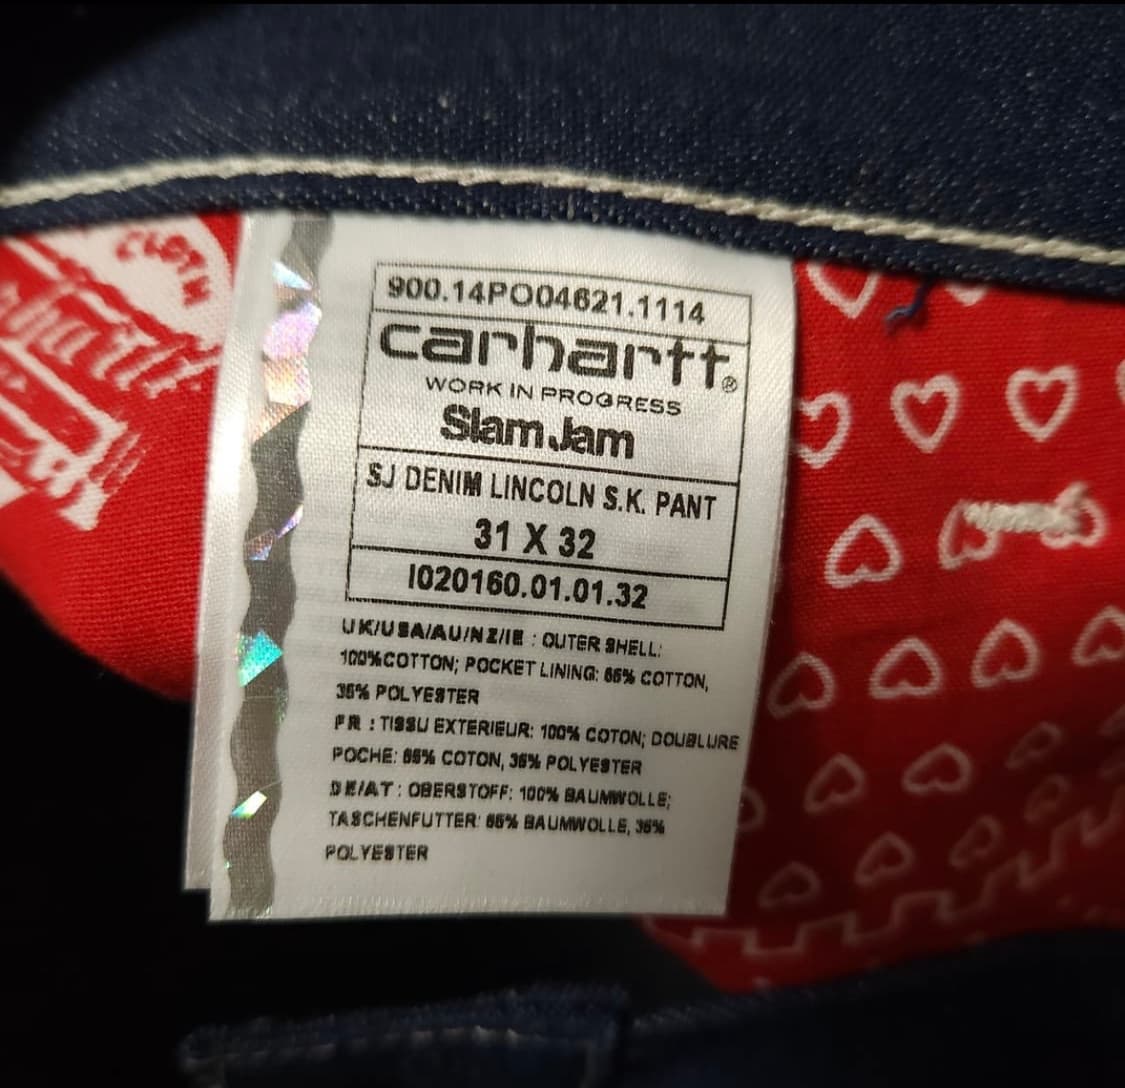 CLOTH
900.14PO04621.1114
carhartt®
WORK IN PROGRESS
Slam Jam
SJ DENIM LINCOLN S.K. PANT
31 X 32
I020160.01.01.32
UK/USA/AU/NZ/IE : OUTER SHELL:
100%COTTON; POCKET LINING: 65% COTTON,
35% POLYESTER
FR : TISSU EXTERIEUR: 100% COTON; DOUBLURE
POCHE: 65% COTON, 35% POLYESTER
DE/AT : OBERSTOFF: 100% BAUMWOLLE;
TASCHENFUTTER: 65% BAUMWOLLE, 35%
POLYESTER